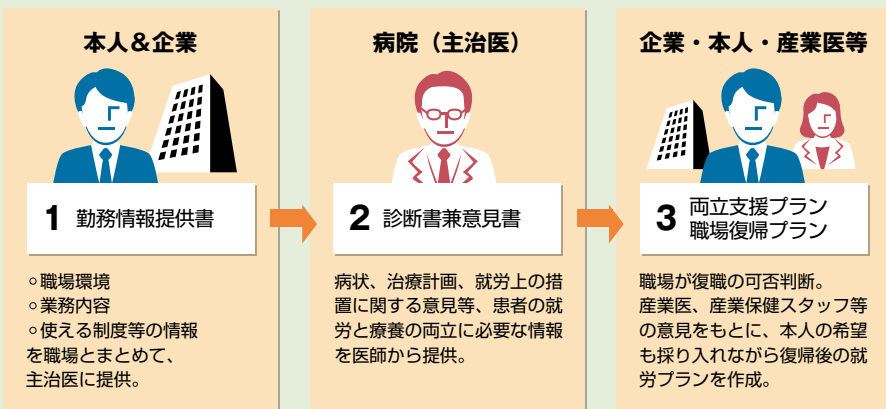 本人&企業
1 勤務情報提供書
◦職場環境
◦業務内容
◦使える制度等の情報
を職場とまとめて、
主治医に提供。
病院（主治医）
2 診断書兼意見書
病状、治療計画、就労上の措
置に関する意見等、患者の就
労と療養の両立に必要な情報
を医師から提供。
企業・本人・産業医等
3 両立支援プラン
職場復帰プラン
職場が復職の可否判断。
産業医、産業保健スタッフ等
の意見をもとに、本人の希望
も採り入れながら復帰後の就
労プランを作成。